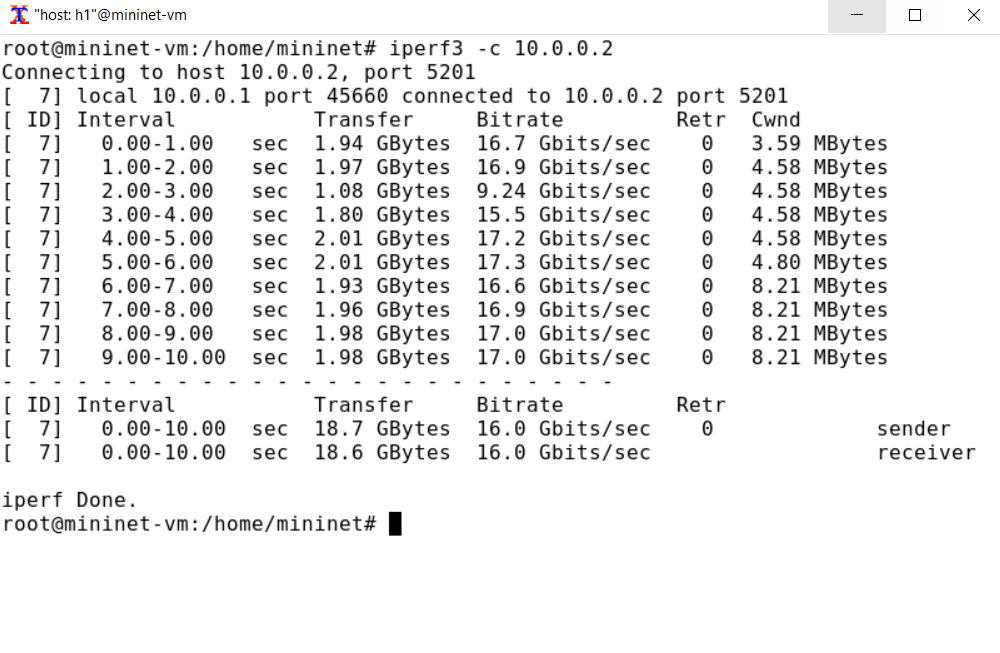 "host: h1"@mininet-vm
root@mininet-vm:/home/mininet# iperf3 -c 10.0.0.2
Connecting to host 10.0.0.2, port 5201
[  7] local 10.0.0.1 port 45660 connected to 10.0.0.2 port 5201
[ ID] Interval           Transfer     Bitrate         Retr  Cwnd
[  7]   0.00-1.00   sec  1.94 GBytes  16.7 Gbits/sec    0   3.59 MBytes
[  7]   1.00-2.00   sec  1.97 GBytes  16.9 Gbits/sec    0   4.58 MBytes
[  7]   2.00-3.00   sec  1.08 GBytes  9.24 Gbits/sec    0   4.58 MBytes
[  7]   3.00-4.00   sec  1.80 GBytes  15.5 Gbits/sec    0   4.58 MBytes
[  7]   4.00-5.00   sec  2.01 GBytes  17.2 Gbits/sec    0   4.58 MBytes
[  7]   5.00-6.00   sec  2.01 GBytes  17.3 Gbits/sec    0   4.80 MBytes
[  7]   6.00-7.00   sec  1.93 GBytes  16.6 Gbits/sec    0   8.21 MBytes
[  7]   7.00-8.00   sec  1.96 GBytes  16.9 Gbits/sec    0   8.21 MBytes
[  7]   8.00-9.00   sec  1.98 GBytes  17.0 Gbits/sec    0   8.21 MBytes
[  7]   9.00-10.00  sec  1.98 GBytes  17.0 Gbits/sec    0   8.21 MBytes
- - - - - - - - - - - - - - - - - - - - - - - - -
[ ID] Interval           Transfer     Bitrate         Retr
[  7]   0.00-10.00  sec  18.7 GBytes  16.0 Gbits/sec    0             sender
[  7]   0.00-10.00  sec  18.6 GBytes  16.0 Gbits/sec                  receiver
iperf Done.
root@mininet-vm:/home/mininet#